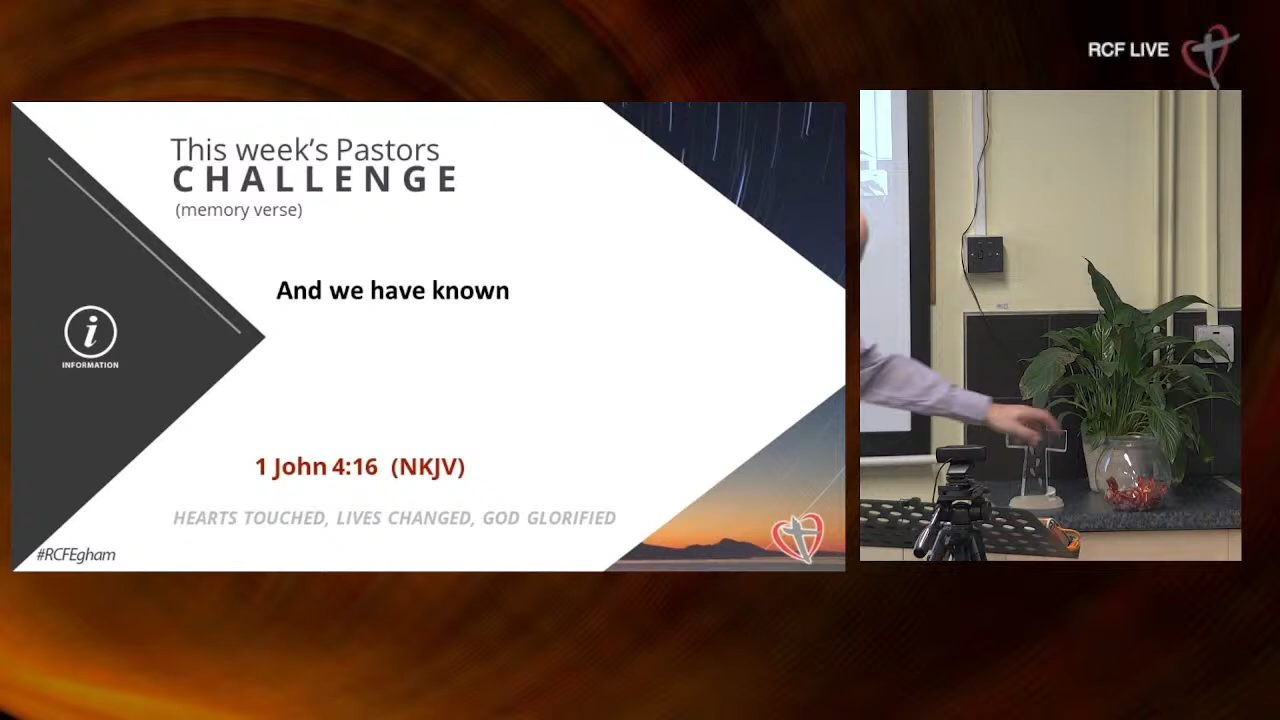 RCF LIVE
This week's Pastors
CHALLENGE
(memory verse)
And we have known
i
INFORMATION
1 John 4:16 (NKJV)
HEARTS TOUCHED, LIVES CHANGED, GOD GLORIFIED
#RCFEgham